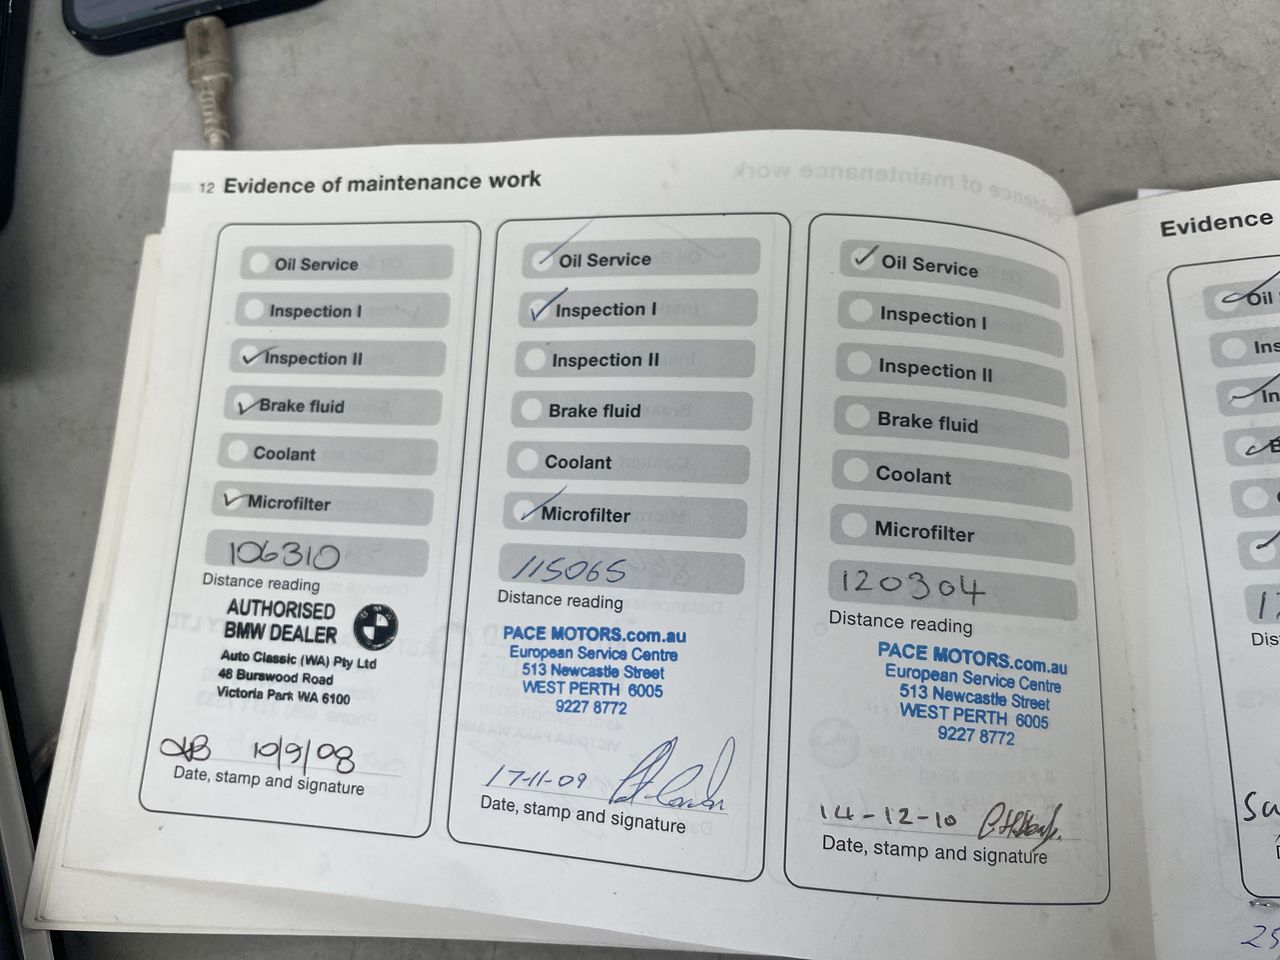 12 Evidence of maintenance work
Oil Service
Inspection I
Inspection II
Brake fluid
Coolant
Microfilter
106310
Distance reading
AUTHORISED
BMW DEALER
Auto Classic (WA) Pty Ltd
48 Burswood Road
Victoria Park WA 6100
10/9/08
Date, stamp and signature
Oil Service
Inspection I
Inspection II
Brake fluid
Coolant
Microfilter
115065
Distance reading
PACE MOTORS.com.au
European Service Centre
513 Newcastle Street
WEST PERTH 6005
9227 8772
17-11-09
Date, stamp and signature
Oil Service
Inspection I
Inspection II
Brake fluid
Coolant
Microfilter
120304
Distance reading
PACE MOTORS.com.au
European Service Centre
513 Newcastle Street
WEST PERTH 6005
9227 8772
14-12-10
Date, stamp and signature
Evidence
Oil